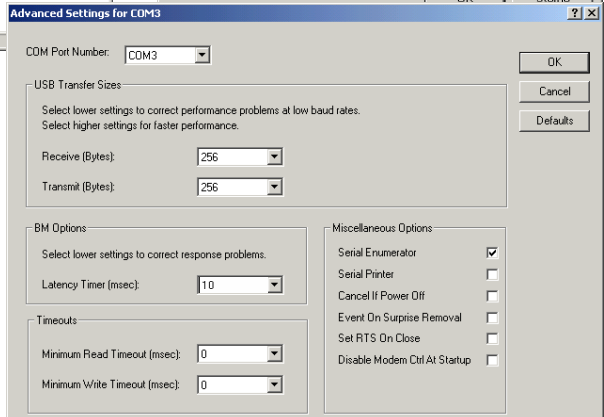 Advanced Settings for COM3
COM Port Number:
COM3
OK
Cancel
Defaults
USB Transfer Sizes
Select lower settings to correct performance problems at low baud rates.
Select higher settings for faster performance.
Receive (Bytes):
256
Transmit (Bytes):
256
BM Options
Select lower settings to correct response problems.
Latency Timer (msec):
10
Timeouts
Minimum Read Timeout (msec):
0
Minimum Write Timeout (msec):
0
Miscellaneous Options
Serial Enumerator
Serial Printer
Cancel If Power Off
Event On Surprise Removal
Set RTS On Close
Disable Modem Ctrl At Startup